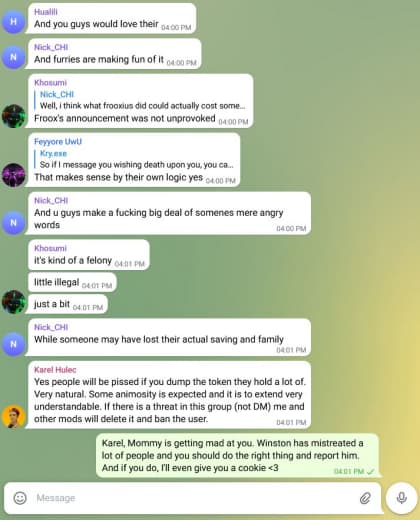 H
Hualili
And you guys would love their 04:00 PM
N
Nick_CHI
And furries are making fun of it 04:00 PM
Khosumi
Nick_CHI
Well, i think what frooxius did could actually cost some...
Froox's announcement was not unprovoked 04:00 PM
Feyyore UwU
Kry.exe
So if I message you wishing death upon you, you ca...
That makes sense by their own logic yes 04:00 PM
Nick_CHI
And u guys make a fucking big deal of somenes mere angry
words
04:00 PM
N
Khosumi
it's kind of a felony 04:01 PM
little illegal 04:01 PM
just a bit 04:01 PM
Nick_CHI
While someone may have lost their actual saving and family
04:01 PM
N
Karel Hulec
Yes people will be pissed if you dump the token they hold a lot of.
Very natural. Some animosity is expected and it is to extend very
understandable. If there is a threat in this group (not DM) me and
other mods will delete it and ban the user.
04:01 PM
Karel, Mommy is getting mad at you. Winston has mistreated a
lot of people and you should do the right thing and report him.
And if you do, I'll even give you a cookie <3
04:01 PM
Message